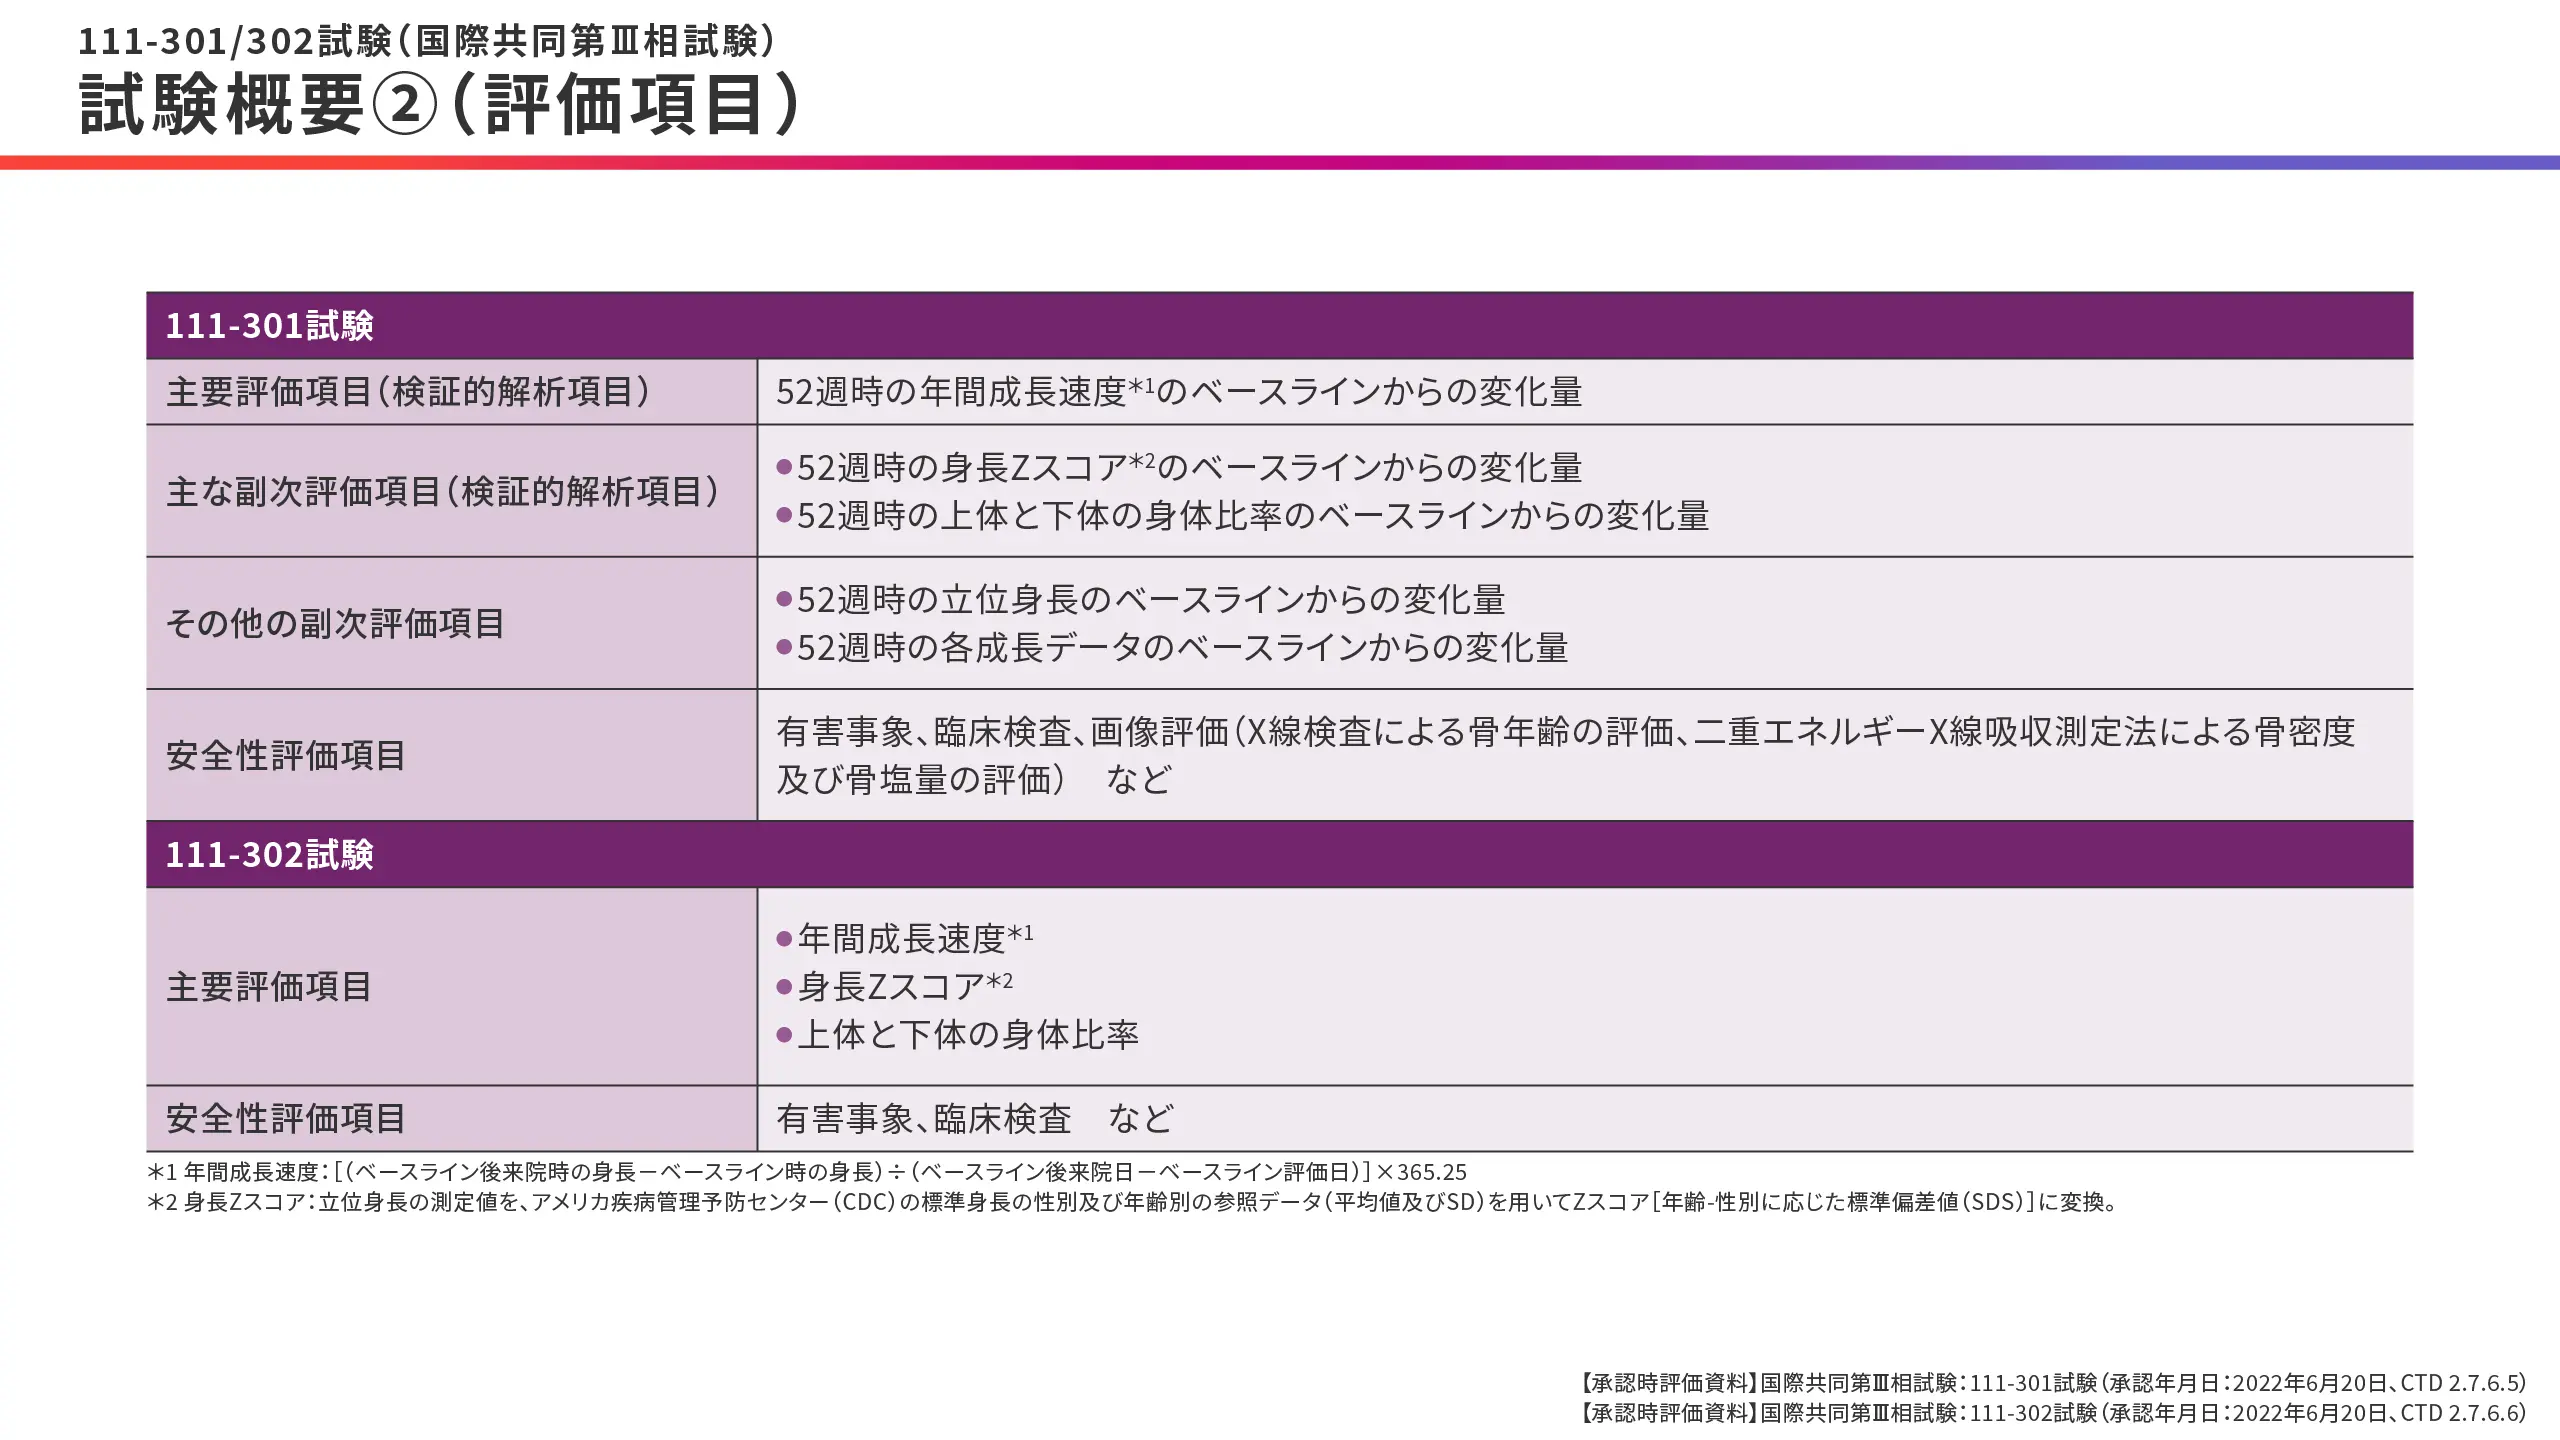 111-301/302試験（国際共同第Ⅲ相試験）
試験概要②（評価項目）
111-301試験
主要評価項目（検証的解析項目）
52週時の年間成長速度＊1のベースラインからの変化量
主な副次評価項目（検証的解析項目）
●52週時の身長Zスコア＊2のベースラインからの変化量
●52週時の上体と下体の身体比率のベースラインからの変化量
その他の副次評価項目
●52週時の立位身長のベースラインからの変化量
●52週時の各成長データのベースラインからの変化量
安全性評価項目
有害事象、臨床検査、画像評価（X線検査による骨年齢の評価、二重エネルギーX線吸収測定法による骨密度
及び骨塩量の評価）　など
111-302試験
主要評価項目
●年間成長速度＊1
●身長Zスコア＊2
●上体と下体の身体比率
安全性評価項目
有害事象、臨床検査　など
＊1 年間成長速度：［（ベースライン後来院時の身長－ベースライン時の身長）÷（ベースライン後来院日－ベースライン評価日）］×365.25
＊2 身長Zスコア：立位身長の測定値を、アメリカ疾病管理予防センター（CDC）の標準身長の性別及び年齢別の参照データ（平均値及びSD）を用いてZスコア［年齢-性別に応じた標準偏差値（SDS）］に変換。
【承認時評価資料】国際共同第Ⅲ相試験：111-301試験（承認年月日：2022年6月20日、CTD 2.7.6.5）
【承認時評価資料】国際共同第Ⅲ相試験：111-302試験（承認年月日：2022年6月20日、CTD 2.7.6.6）